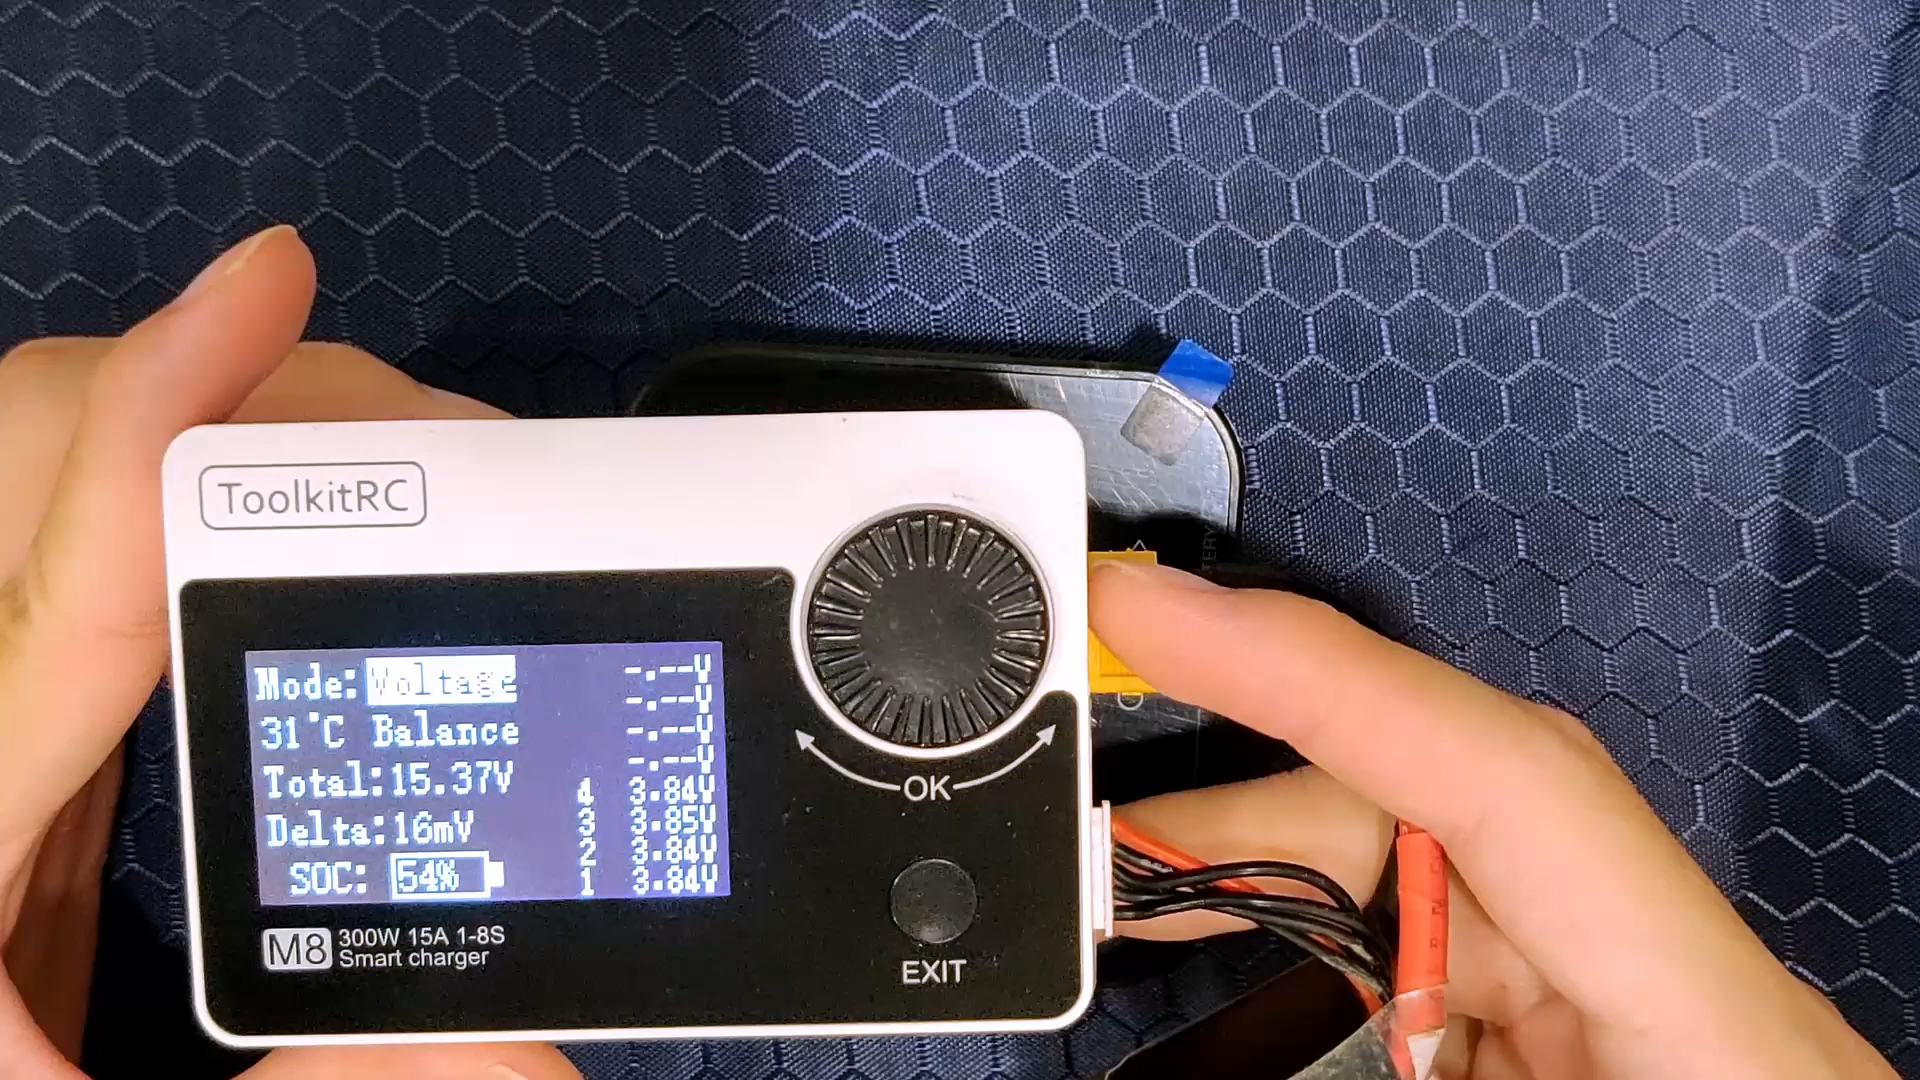 ToolkitRC
Mode: Voltage
31°C Balance
Total:15.37V
Delta:16mV
SOC: 54%
-.--V
-.--V
-.--V
-.--V
4 3.84V
3 3.85V
2 3.84V
1 3.84V
OK
EXIT
M8 300W 15A 1-8S
Smart charger